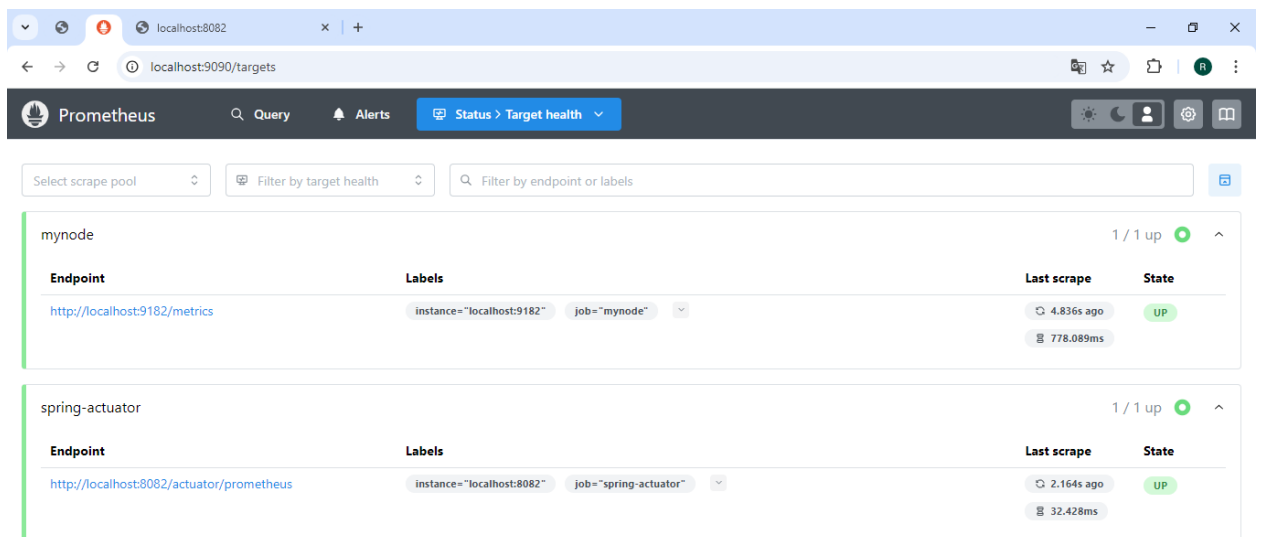 localhost:8082
localhost:9090/targets
R
Prometheus
Query
Alerts
Status > Target health
Select scrape pool
Filter by target health
Filter by endpoint or labels
mynode
1 / 1 up
Endpoint Labels Last scrape State
http://localhost:9182/metrics instance="localhost:9182" job="mynode" 4.836s ago UP
778.089ms
spring-actuator
1 / 1 up
Endpoint Labels Last scrape State
http://localhost:8082/actuator/prometheus instance="localhost:8082" job="spring-actuator" 2.164s ago UP
32.428ms